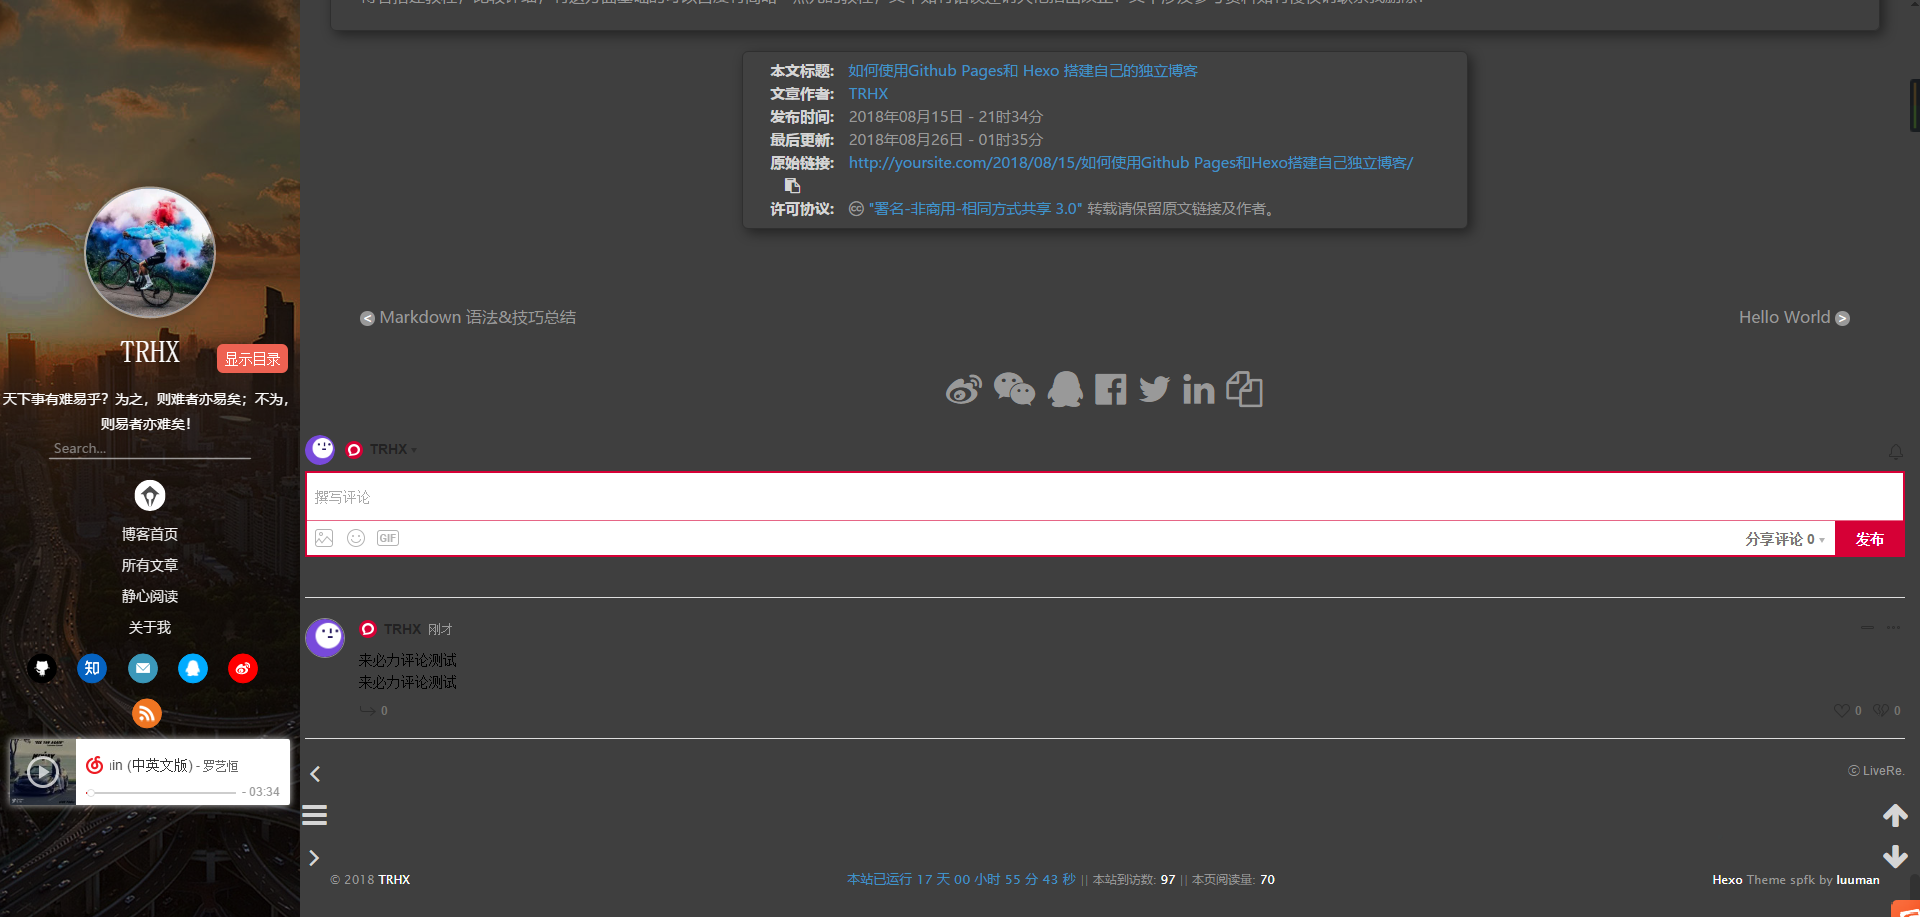 TRHX
显示目录
天下事有难易乎？为之，则难者亦易矣；不为，
则易者亦难矣！
Search...
博客首页
所有文章
静心阅读
关于我
知
ain (中英文版) - 罗艺恒
- 03:34
本文标题: 如何使用Github Pages和 Hexo 搭建自己的独立博客
文章作者: TRHX
发布时间: 2018年08月15日 - 21时34分
最后更新: 2018年08月26日 - 01时35分
原始链接: http://yoursite.com/2018/08/15/如何使用Github Pages和Hexo搭建自己独立博客/
许可协议: "署名-非商用-相同方式共享 3.0" 转载请保留原文链接及作者。
Markdown 语法&技巧总结
Hello World
TRHX
撰写评论
GIF
分享评论 0
发布
TRHX 刚才
来必力评论测试
来必力评论测试
0
0 0
© LiveRe.
© 2018 TRHX
本站已运行 17 天 00 小时 55 分 43 秒 || 本站到访数: 97 || 本页阅读量: 70
Hexo Theme spfk by luuman